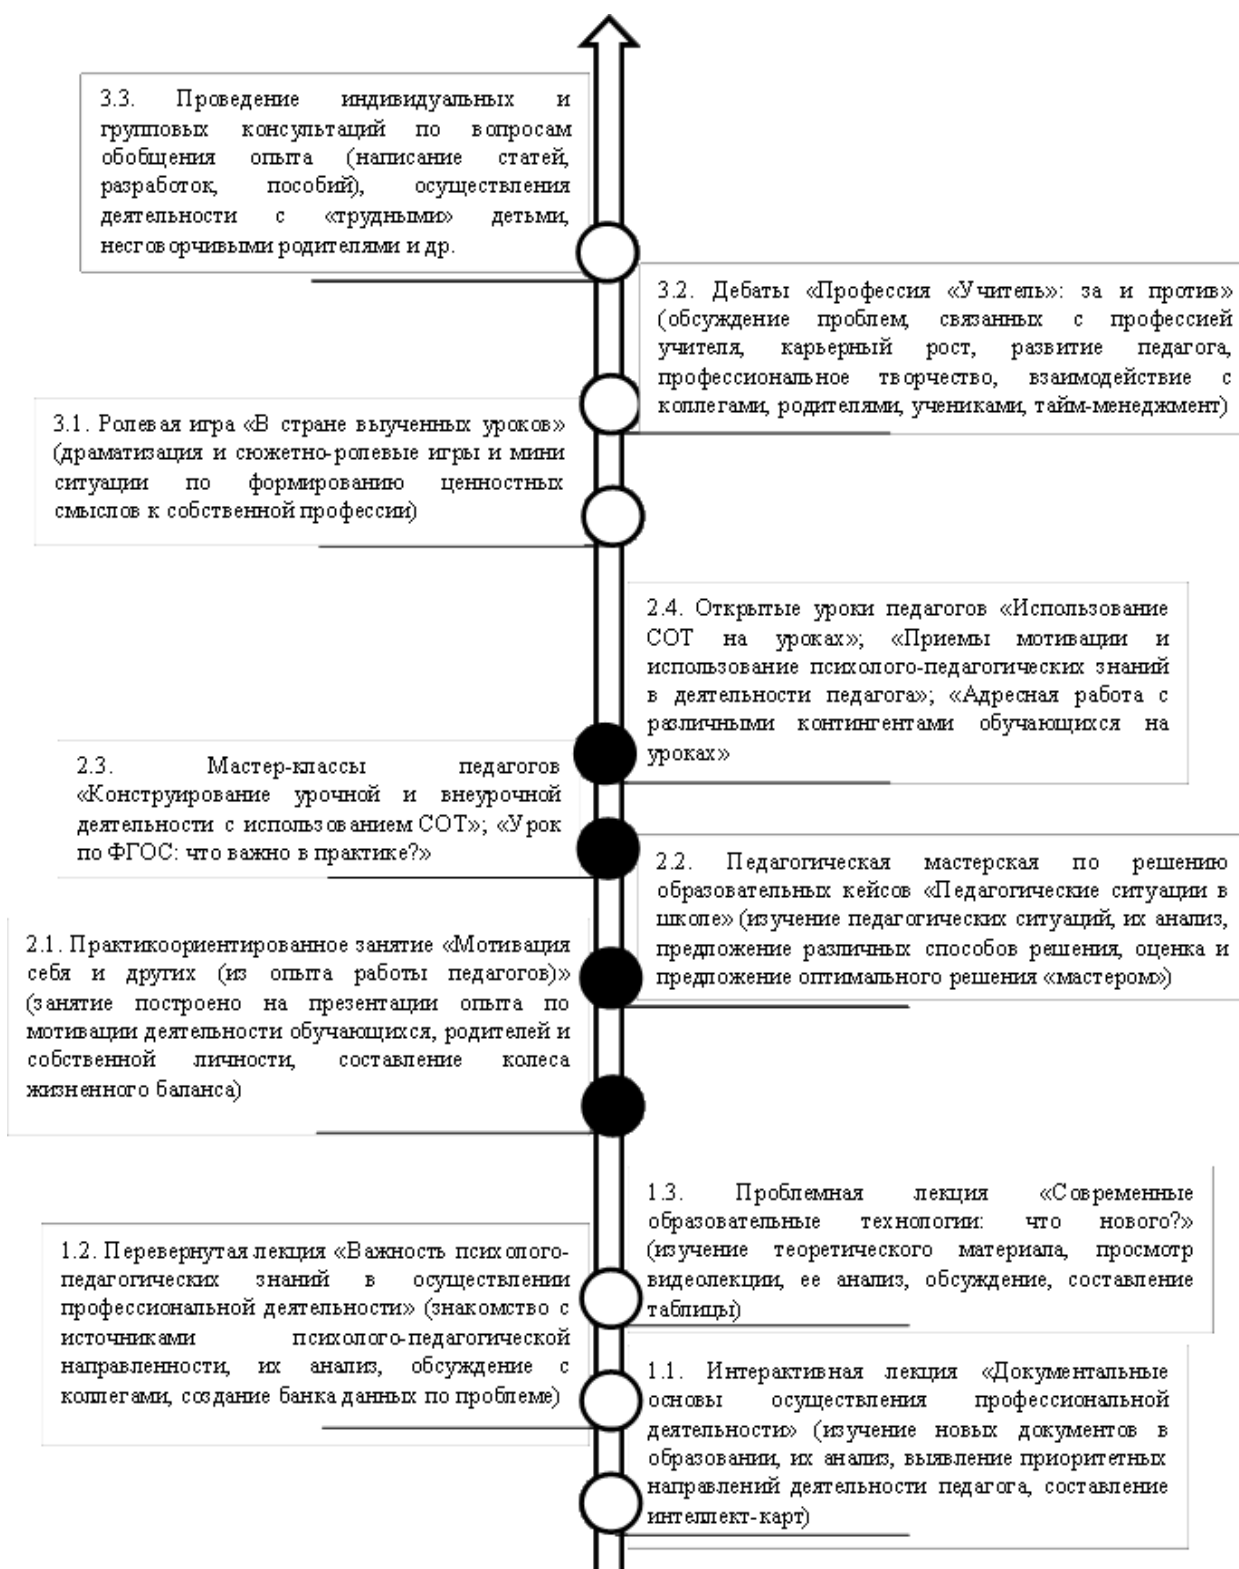 3.3. Проведение индивидуальных и
групповых консультаций по вопросам
обобщения опыта (написание статей,
разработок, пособий), осуществления
деятельности с «трудными» детьми,
несговорчивыми родителями и др.
3.2. Дебаты «Профессия «Учитель»: за и против»
(обсуждение проблем, связанных с профессией
учителя, карьерный рост, развитие педагога,
профессиональное творчество, взаимодействие с
коллегами, родителями, учениками, тайм-менеджмент)
3.1. Ролевая игра «В стране выученных уроков»
(драматизация и сюжетно-ролевые игры и мини
ситуации по формированию ценностных
смыслов к собственной профессии)
2.4. Открытые уроки педагогов «Использование
СОТ на уроках»; «Приемы мотивации и
использование психолого-педагогических знаний
в деятельности педагога»; «Адресная работа с
различными контингентами обучающихся на
уроках»
2.3. Мастер-классы педагогов
«Конструирование урочной и внеурочной
деятельности с использованием СОТ»; «Урок
по ФГОС: что важно в практике?»
2.2. Педагогическая мастерская по решению
образовательных кейсов «Педагогические ситуации в
школе» (изучение педагогических ситуаций, их анализ,
предложение различных способов решения, оценка и
предложение оптимального решения «мастером»)
2.1. Практикоориентированное занятие «Мотивация
себя и других (из опыта работы педагогов)»
(занятие построено на презентации опыта по
мотивации деятельности обучающихся, родителей и
собственной личности, составление колеса
жизненного баланса)
1.3. Проблемная лекция «Современные
образовательные технологии: что нового?»
(изучение теоретического материала, просмотр
видеолекции, ее анализ, обсуждение, составление
таблицы)
1.2. Перевернутая лекция «Важность психолого-
педагогических знаний в осуществлении
профессиональной деятельности» (знакомство с
источниками психолого-педагогической
направленности, их анализ, обсуждение с
коллегами, создание банка данных по проблеме)
1.1. Интерактивная лекция «Документальные
основы осуществления профессиональной
деятельности» (изучение новых документов в
образовании, их анализ, выявление приоритетных
направлений деятельности педагога, составление
интеллект-карт)